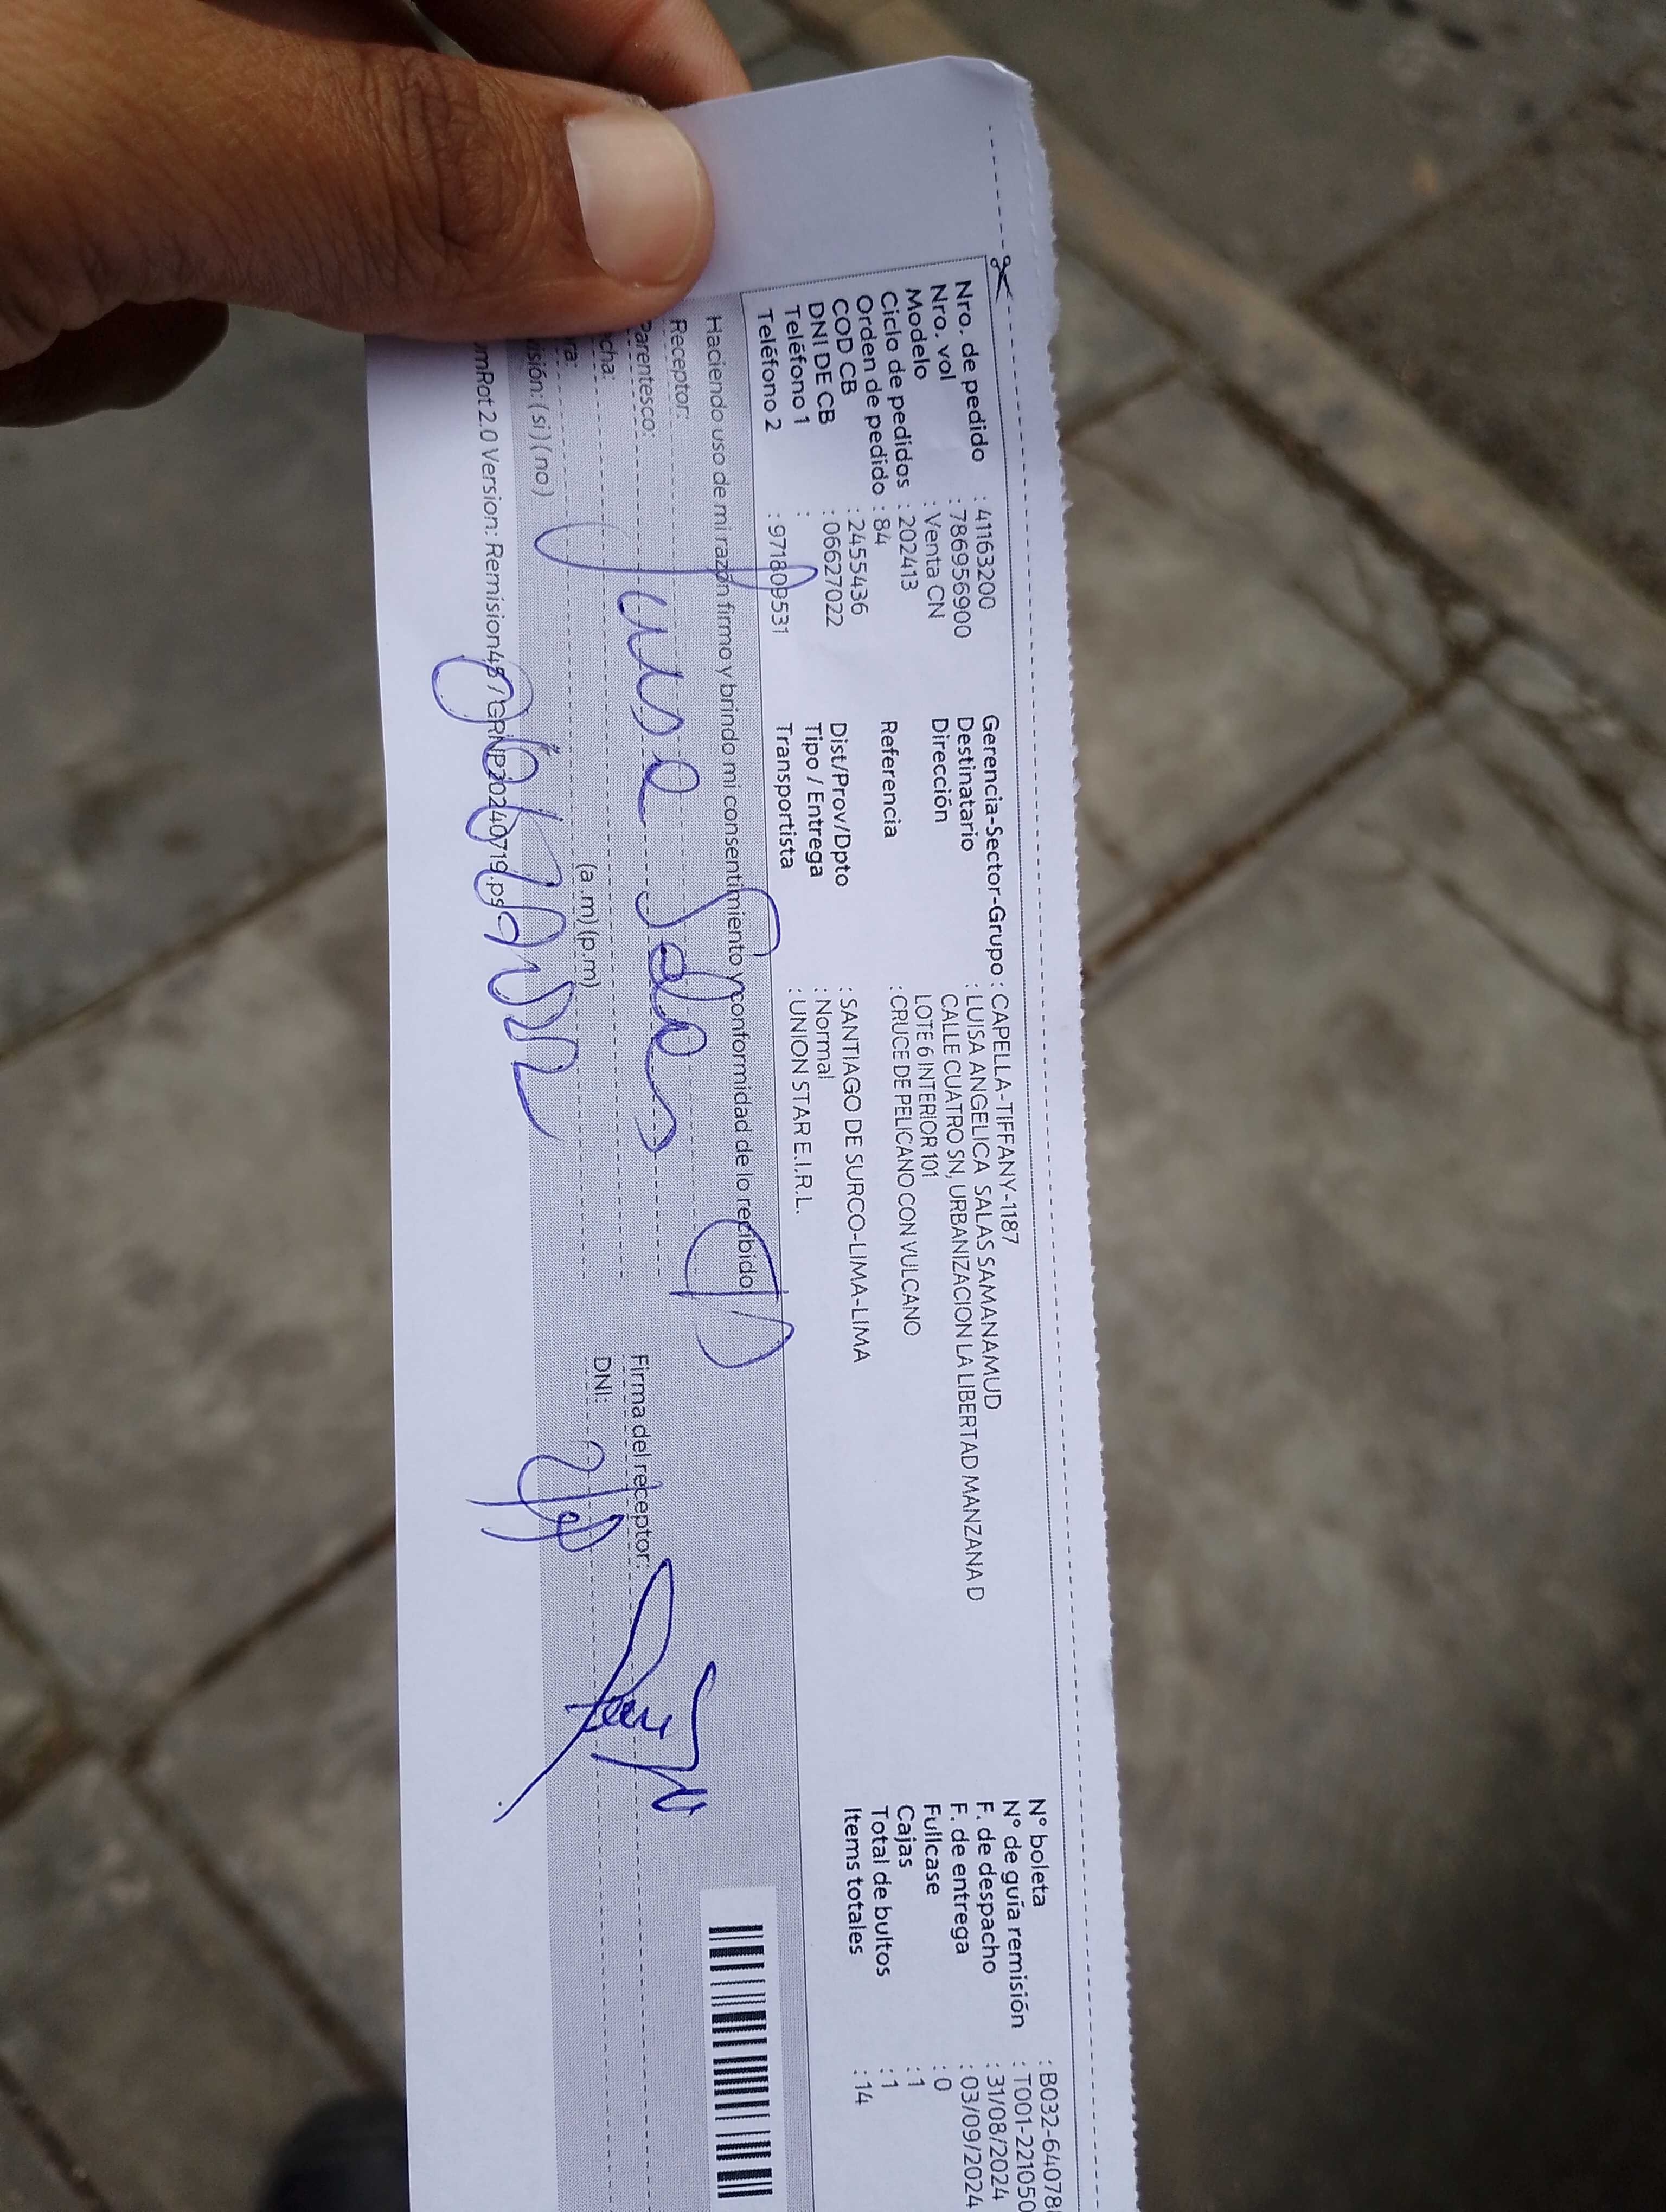 Nro. de pedido : 41163200
Nro. vol : 786956900
Modelo : Venta CN
Ciclo de pedidos : 202413
Orden de pedido : 84
COD CB : 2455436
DNI DE CB : 06627022
Teléfono 1 :
Teléfono 2 : 971809531
Gerencia-Sector-Grupo : CAPELLA-TIFFANY-1187
Destinatario : LUISA ANGELICA SALAS SAMANAMUD
Dirección CALLE CUATRO SN, URBANIZACION LA LIBERTAD MANZANA D
LOTE 6 INTERIOR 101
Referencia : CRUCE DE PELICANO CON VULCANO
Dist/Prov/Dpto : SANTIAGO DE SURCO-LIMA-LIMA
Tipo / Entrega : Normal
Transportista : UNION STAR E.I.R.L.
N° boleta : B032-64078
N° de guía remisión : T001-221050
F. de despacho : 31/08/2024
F. de entrega : 03/09/2024
Fullcase : 0
Cajas : 1
Total de bultos : 1
Items totales : 14
Haciendo uso de mi razón firmo y brindo mi consentimiento y conformidad de lo recibido
Receptor:
Parentesco:
cha:
ra: (a.m) (p.m)
isión: (si) (no)
Firma del receptor:
DNI:
Salas